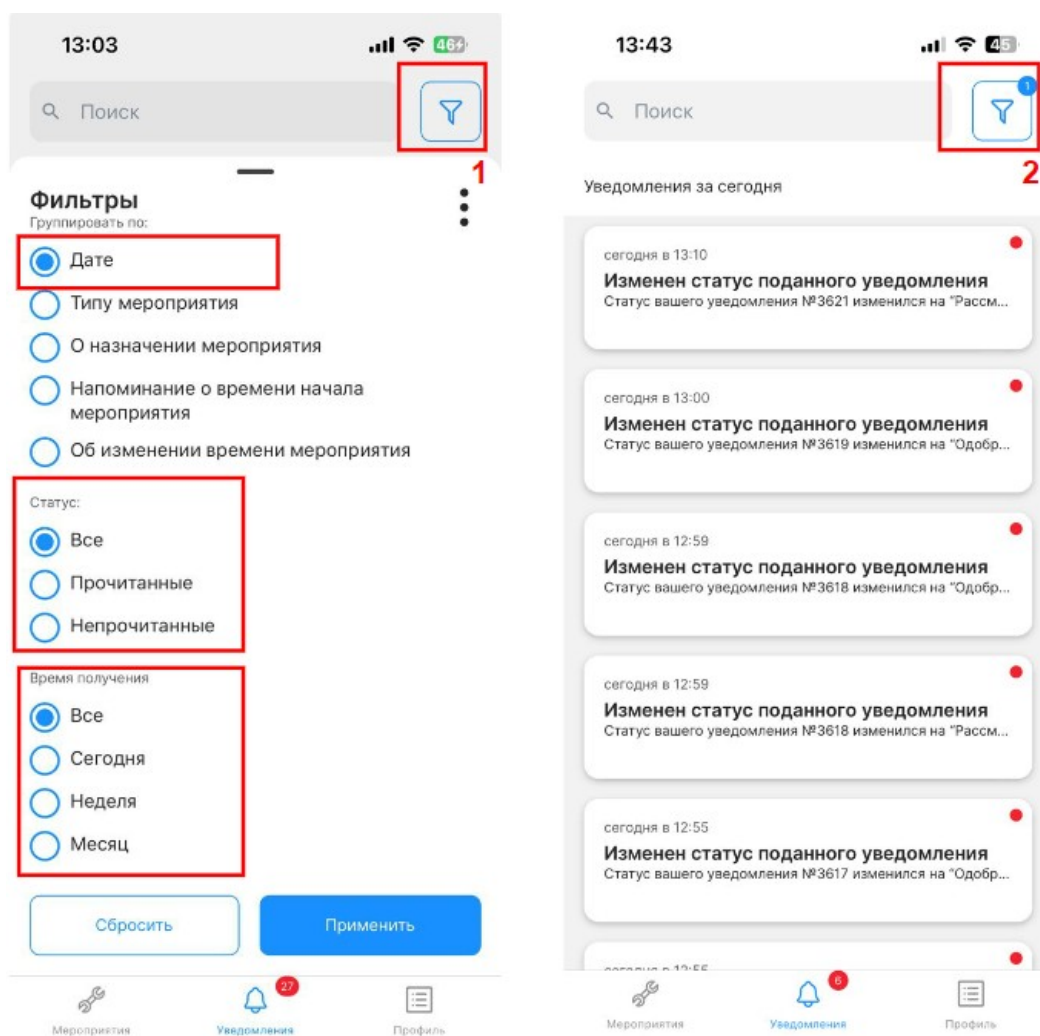 13:03
46
Поиск
1
Фильтры
Группировать по:
Дате
Типу мероприятия
О назначении мероприятия
Напоминание о времени начала
мероприятия
Об изменении времени мероприятия
Статус:
Все
Прочитанные
Непрочитанные
Время получения
Все
Сегодня
Неделя
Месяц
Сбросить
Применить
27
Мероприятия
Уведомления
Профиль
13:43
45
Поиск
1
2
Уведомления за сегодня
сегодня в 13:10
Изменен статус поданного уведомления
Статус вашего уведомления №3621 изменился на "Рассм...
сегодня в 13:00
Изменен статус поданного уведомления
Статус вашего уведомления №3619 изменился на "Одобр...
сегодня в 12:59
Изменен статус поданного уведомления
Статус вашего уведомления №3618 изменился на "Одобр...
сегодня в 12:59
Изменен статус поданного уведомления
Статус вашего уведомления №3618 изменился на "Рассм...
сегодня в 12:55
Изменен статус поданного уведомления
Статус вашего уведомления №3617 изменился на "Одобр...
6
Мероприятия
Уведомления
Профиль